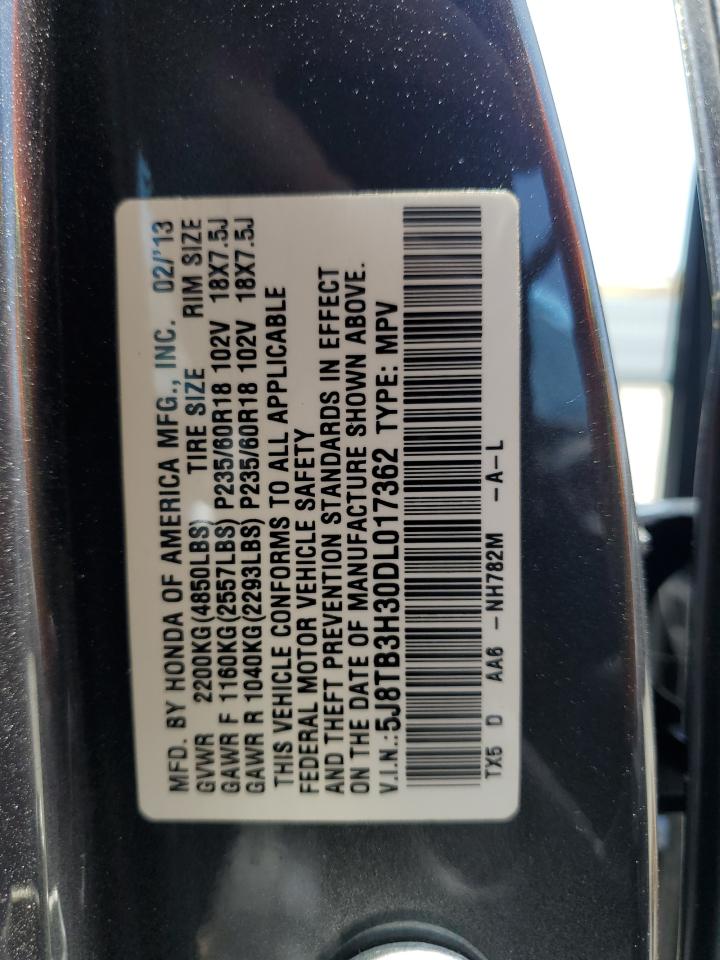 MFD. BY HONDA OF AMERICA MFG., INC. 02/'13
GVWR 2200KG(4850LBS) TIRE SIZE RIM SIZE
GAWR F 1160KG(2557LBS) P235/60R18 102V 18X7.5J
GAWR R 1040KG(2293LBS) P235/60R18 102V 18X7.5J
THIS VEHICLE CONFORMS TO ALL APPLICABLE
FEDERAL MOTOR VEHICLE SAFETY
AND THEFT PREVENTION STANDARDS IN EFFECT
ON THE DATE OF MANUFACTURE SHOWN ABOVE.
V.I.N.:5J8TB3H30DL017362 TYPE: MPV
TX5 D AA6 -NH782M -A-L